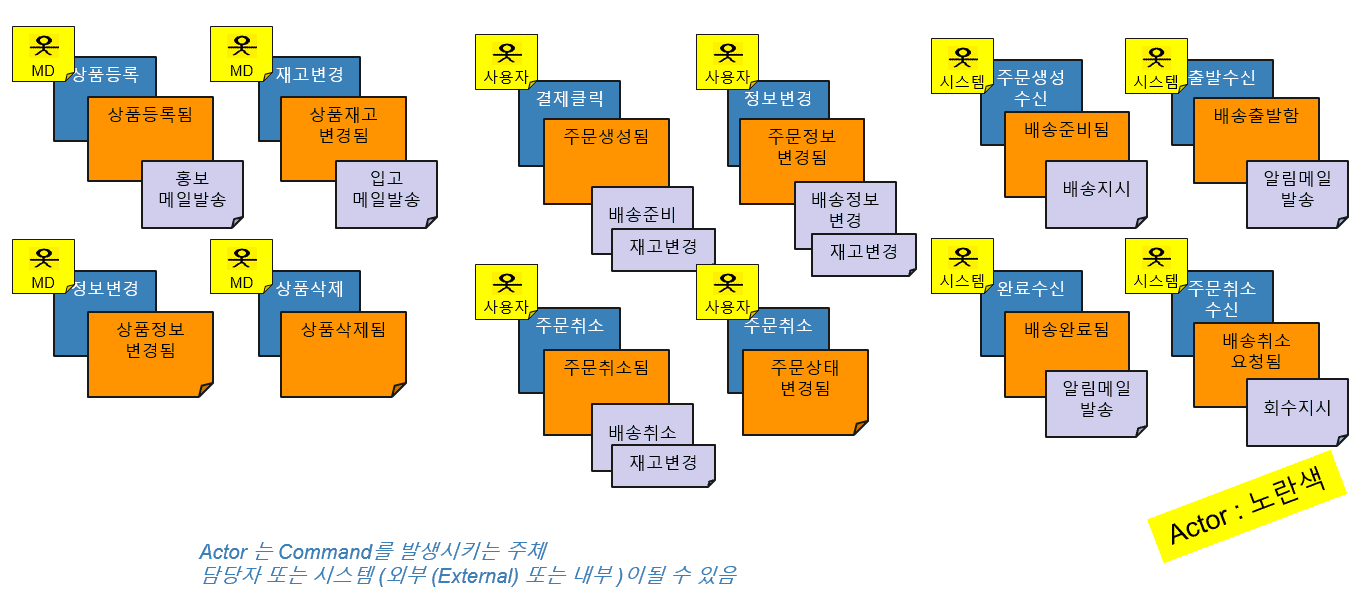 MD
상품등록
상품등록됨
홍보
메일발송
MD
재고변경
상품재고
변경됨
입고
메일발송
사용자
결제클릭
주문생성됨
배송준비
재고변경
사용자
정보변경
주문정보
변경됨
배송정보
변경
재고변경
시스템
주문생성
수신
배송준비됨
배송지시
시스템
출발수신
배송출발함
알림메일
발송
MD
정보변경
상품정보
변경됨
MD
상품삭제
상품삭제됨
사용자
주문취소
주문취소됨
배송취소
재고변경
사용자
주문취소
주문상태
변경됨
시스템
완료수신
배송완료됨
알림메일
발송
시스템
주문취소
수신
배송취소
요청됨
회수지시
Actor : 노란색
Actor 는 Command를 발생시키는 주체
담당자 또는 시스템 (외부 (External) 또는 내부 )이될 수 있음